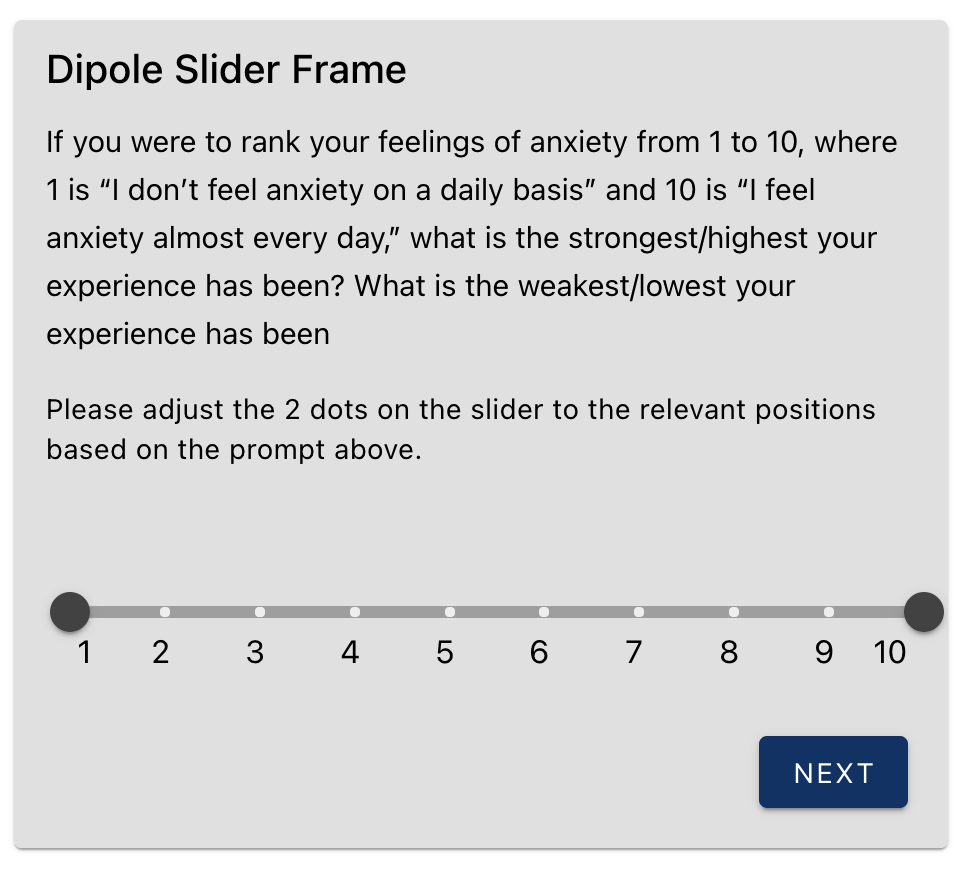 Dipole Slider Frame
If you were to rank your feelings of anxiety from 1 to 10, where
1 is “I don’t feel anxiety on a daily basis” and 10 is “I feel
anxiety almost every day,” what is the strongest/highest your
experience has been? What is the weakest/lowest your
experience has been
Please adjust the 2 dots on the slider to the relevant positions
based on the prompt above.
1 2 3 4 5 6 7 8 9 10
NEXT